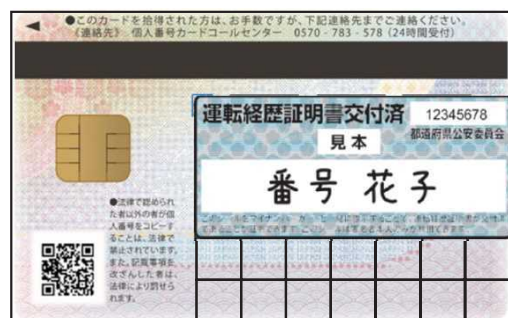 ●このカードを拾得された方は、お手数ですが、下記連絡先までご連絡ください。
《連絡先》 個人番号カードコールセンター 0570-783-578 (24時間受付)
運転経歴証明書交付済
12345678
都道府県公安委員会
見本
番号 花子
●法律で認められ
た者以外の者が個
人番号をコピーす
ることは、法律で
禁止されています。
また、記載事項を
改ざんした者は、
法律により罰せら
れます。